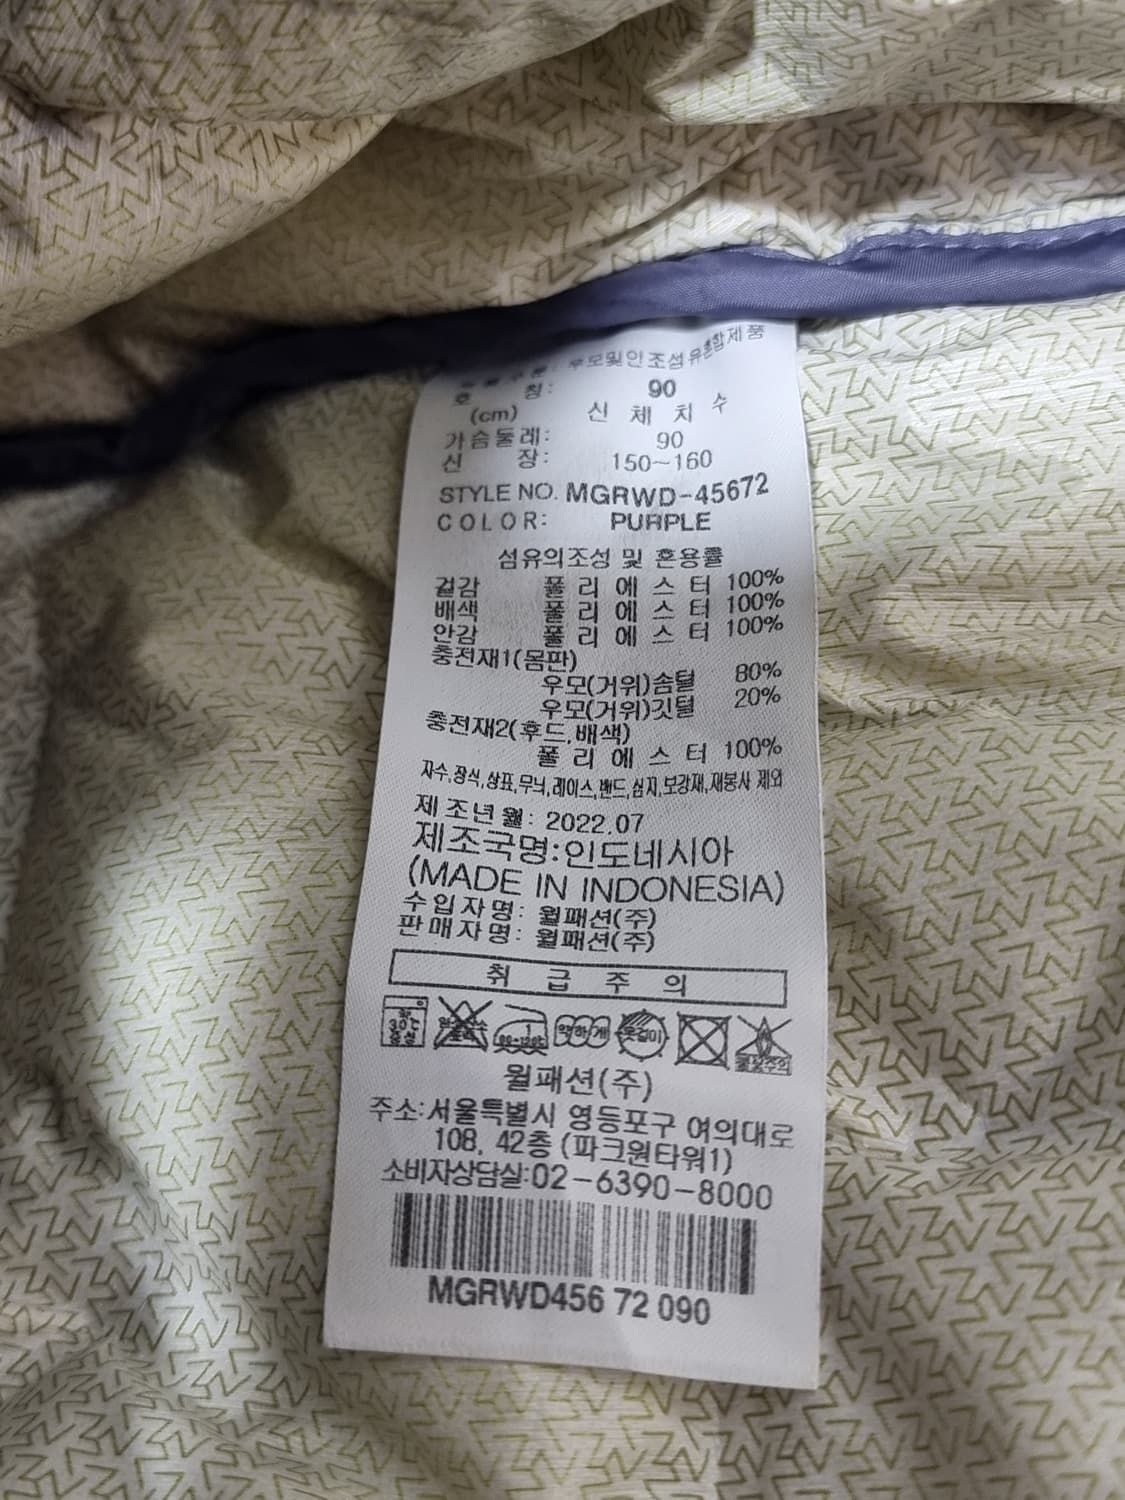 우모및인조섬유혼합제품
호 칭: 90
(cm) 신 체 치 수
가슴둘레: 90
신 장: 150~160
STYLE NO. MGRWD-45672
COLOR: PURPLE
섬유의조성 및 혼용률
겉감 폴 리 에 스 터 100%
배색 폴 리 에 스 터 100%
안감 폴 리 에 스 터 100%
충전재1(몸판)
우모(거위)솜털 80%
우모(거위)깃털 20%
충전재2(후드,배색)
폴 리 에 스 터 100%
자수,장식,상표,무늬,레이스,밴드,심지,보강재,재봉사 제외
제조년월: 2022.07
제조국명:인도네시아
(MADE IN INDONESIA)
수입자명: 월패션(주)
판매자명: 월패션(주)
취 급 주 의
약 30℃ 중성 1 약하게 옷걸이
월패션(주)
주소:서울특별시 영등포구 여의대로
108, 42층 (파크원타워1)
소비자상담실:02-6390-8000
MGRWD456 72 090